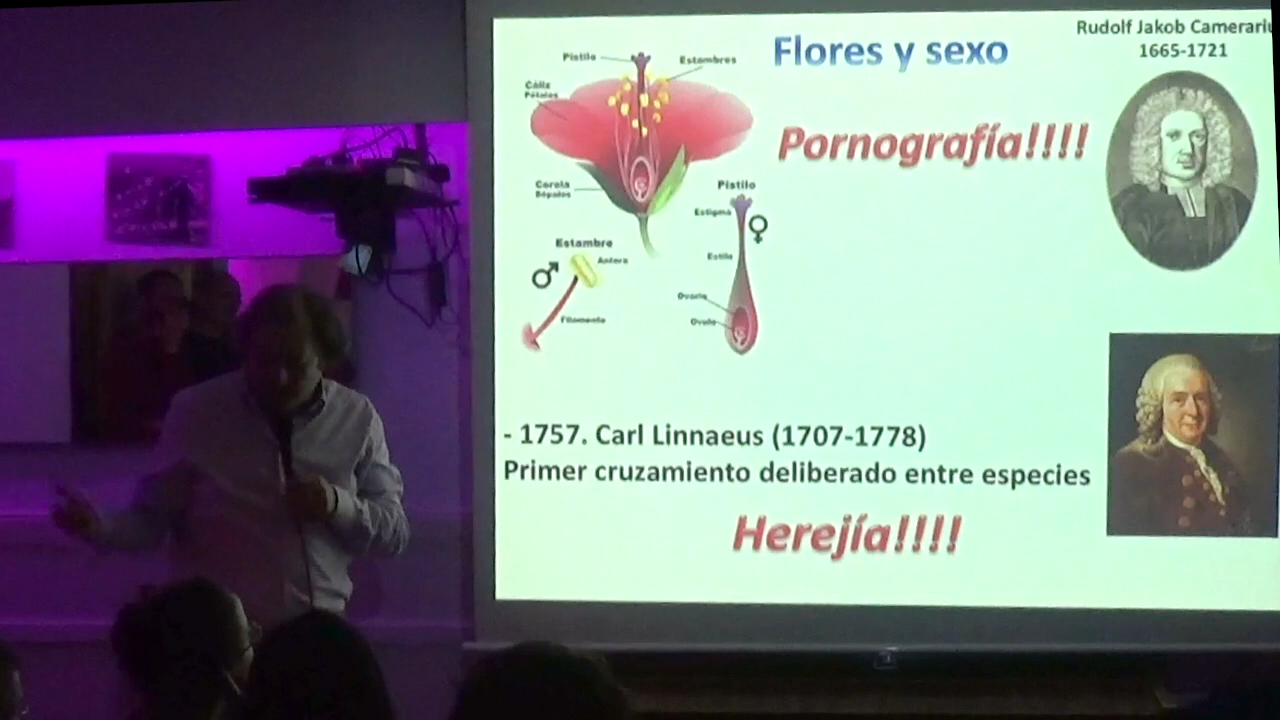 Flores y sexo
Rudolf Jakob Camerariu
1665-1721
Pornografía!!!!
Pistilo
Estambres
Cáliz
Pétalos
Corola
Sépalos
Pistilo
Estigma
♀
Estilo
Ovario
Ovulo
Estambre
♂
Antera
Filamento
- 1757. Carl Linnaeus (1707-1778)
Primer cruzamiento deliberado entre especies
Herejía!!!!